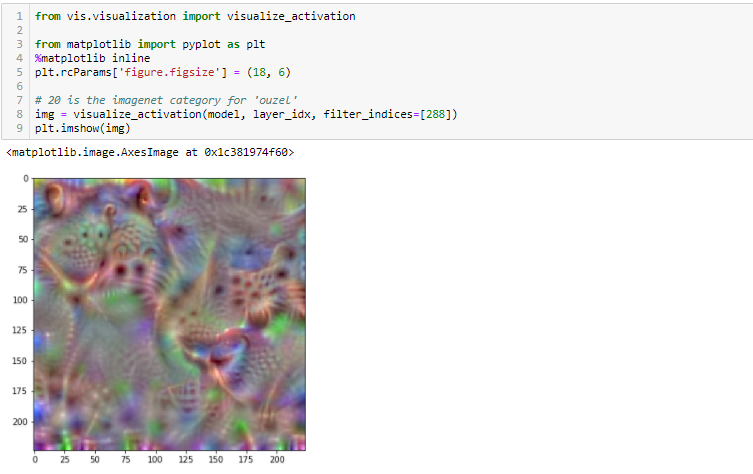 1 from vis.visualization import visualize_activation
2
3 from matplotlib import pyplot as plt
4 %matplotlib inline
5 plt.rcParams['figure.figsize'] = (18, 6)
6
7 # 20 is the imagenet category for 'ouzel'
8 img = visualize_activation(model, layer_idx, filter_indices=[288])
9 plt.imshow(img)
<matplotlib.image.AxesImage at 0x1c381974f60>
0
25
50
75
100
125
150
175
200
0 25 50 75 100 125 150 175 200